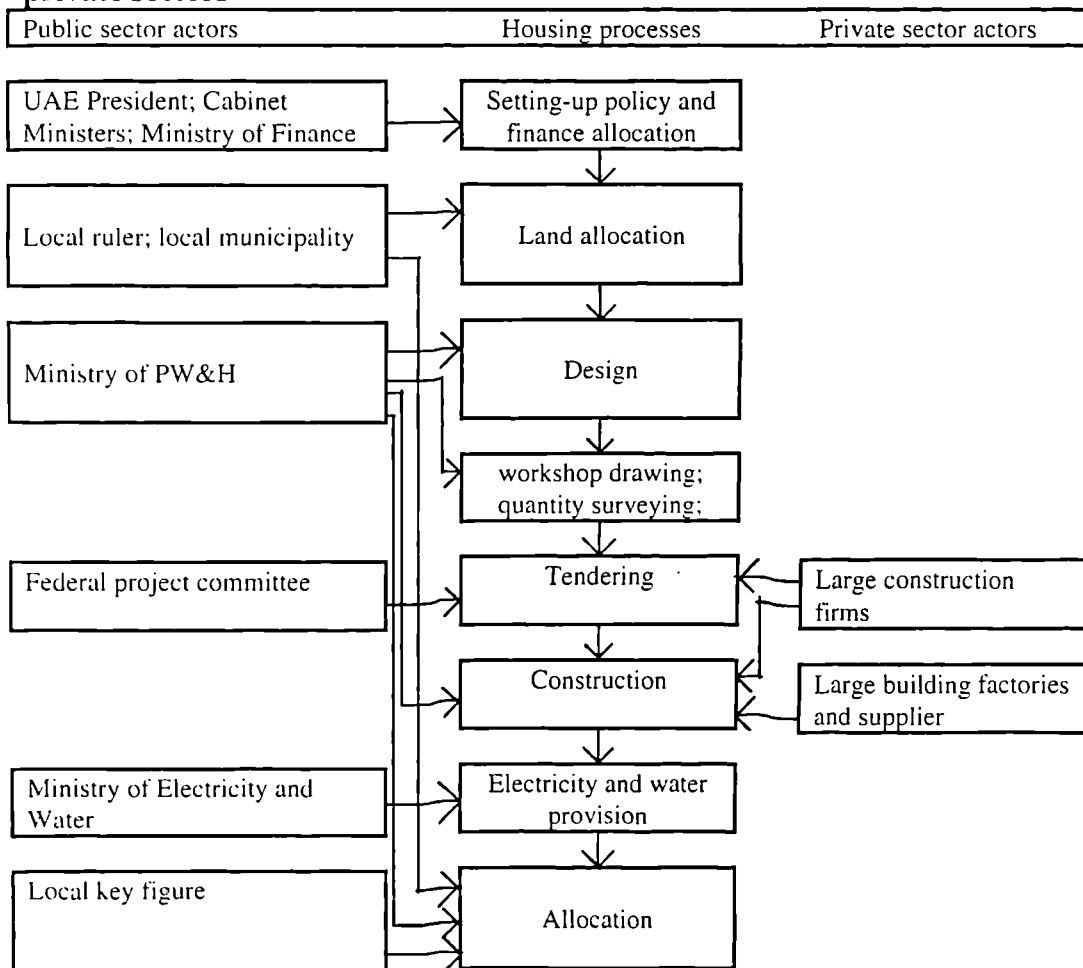 private sectors
Public sector actors
Housing processes
Private sector actors
UAE President; Cabinet
Ministers; Ministry of Finance
Setting-up policy and
finance allocation
Local ruler; local municipality
Land allocation
Ministry of PW&H
Design
workshop drawing;
quantity surveying;
Federal project committee
Tendering
Large construction
firms
Construction
Large building factories
and supplier
Ministry of Electricity and
Water
Electricity and water
provision
Local key figure
Allocation